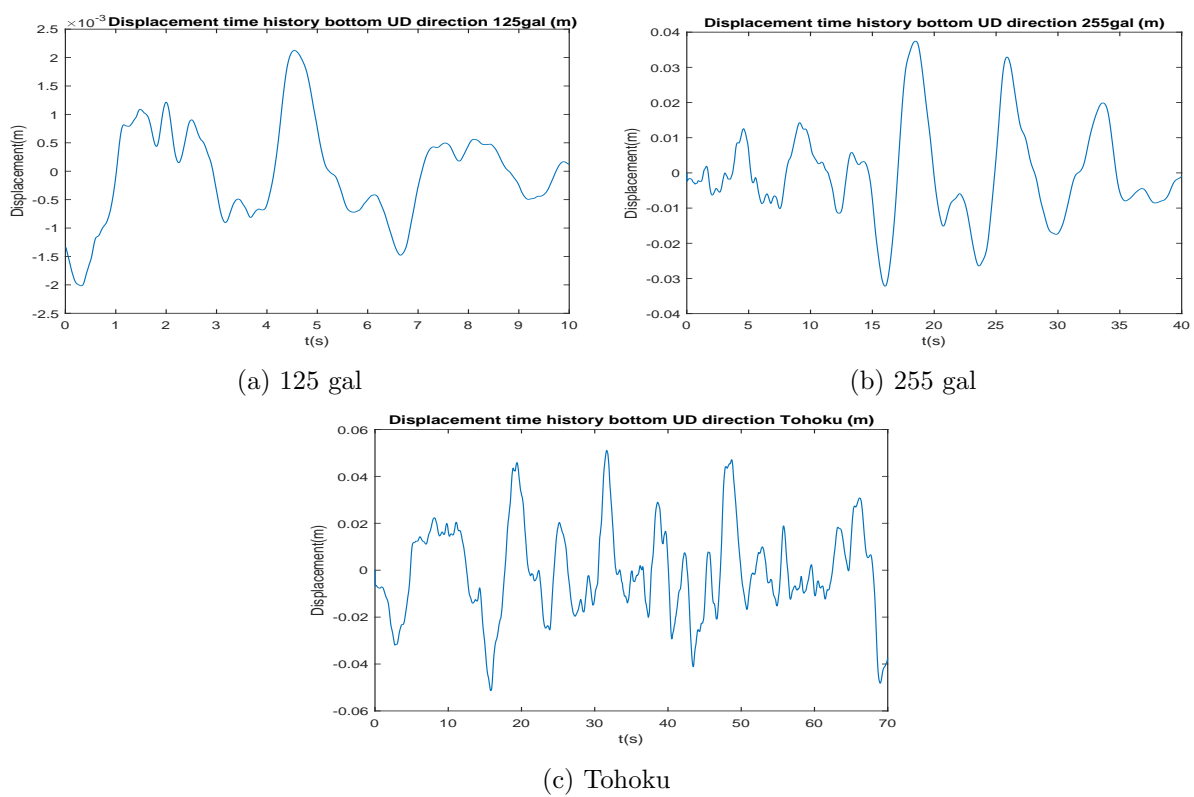 Displacement time history bottom UD direction 125gal (m)
×10⁻³
2.5
2
1.5
1
0.5
0
-0.5
-1
-1.5
-2
-2.5
Displacement(m)
0 1 2 3 4 5 6 7 8 9 10
t(s)
(a) 125 gal
Displacement time history bottom UD direction 255gal (m)
0.04
0.03
0.02
0.01
0
-0.01
-0.02
-0.03
-0.04
Displacement(m)
0 5 10 15 20 25 30 35 40
t(s)
(b) 255 gal
Displacement time history bottom UD direction Tohoku (m)
0.06
0.04
0.02
0
-0.02
-0.04
-0.06
Displacement(m)
0 10 20 30 40 50 60 70
t(s)
(c) Tohoku